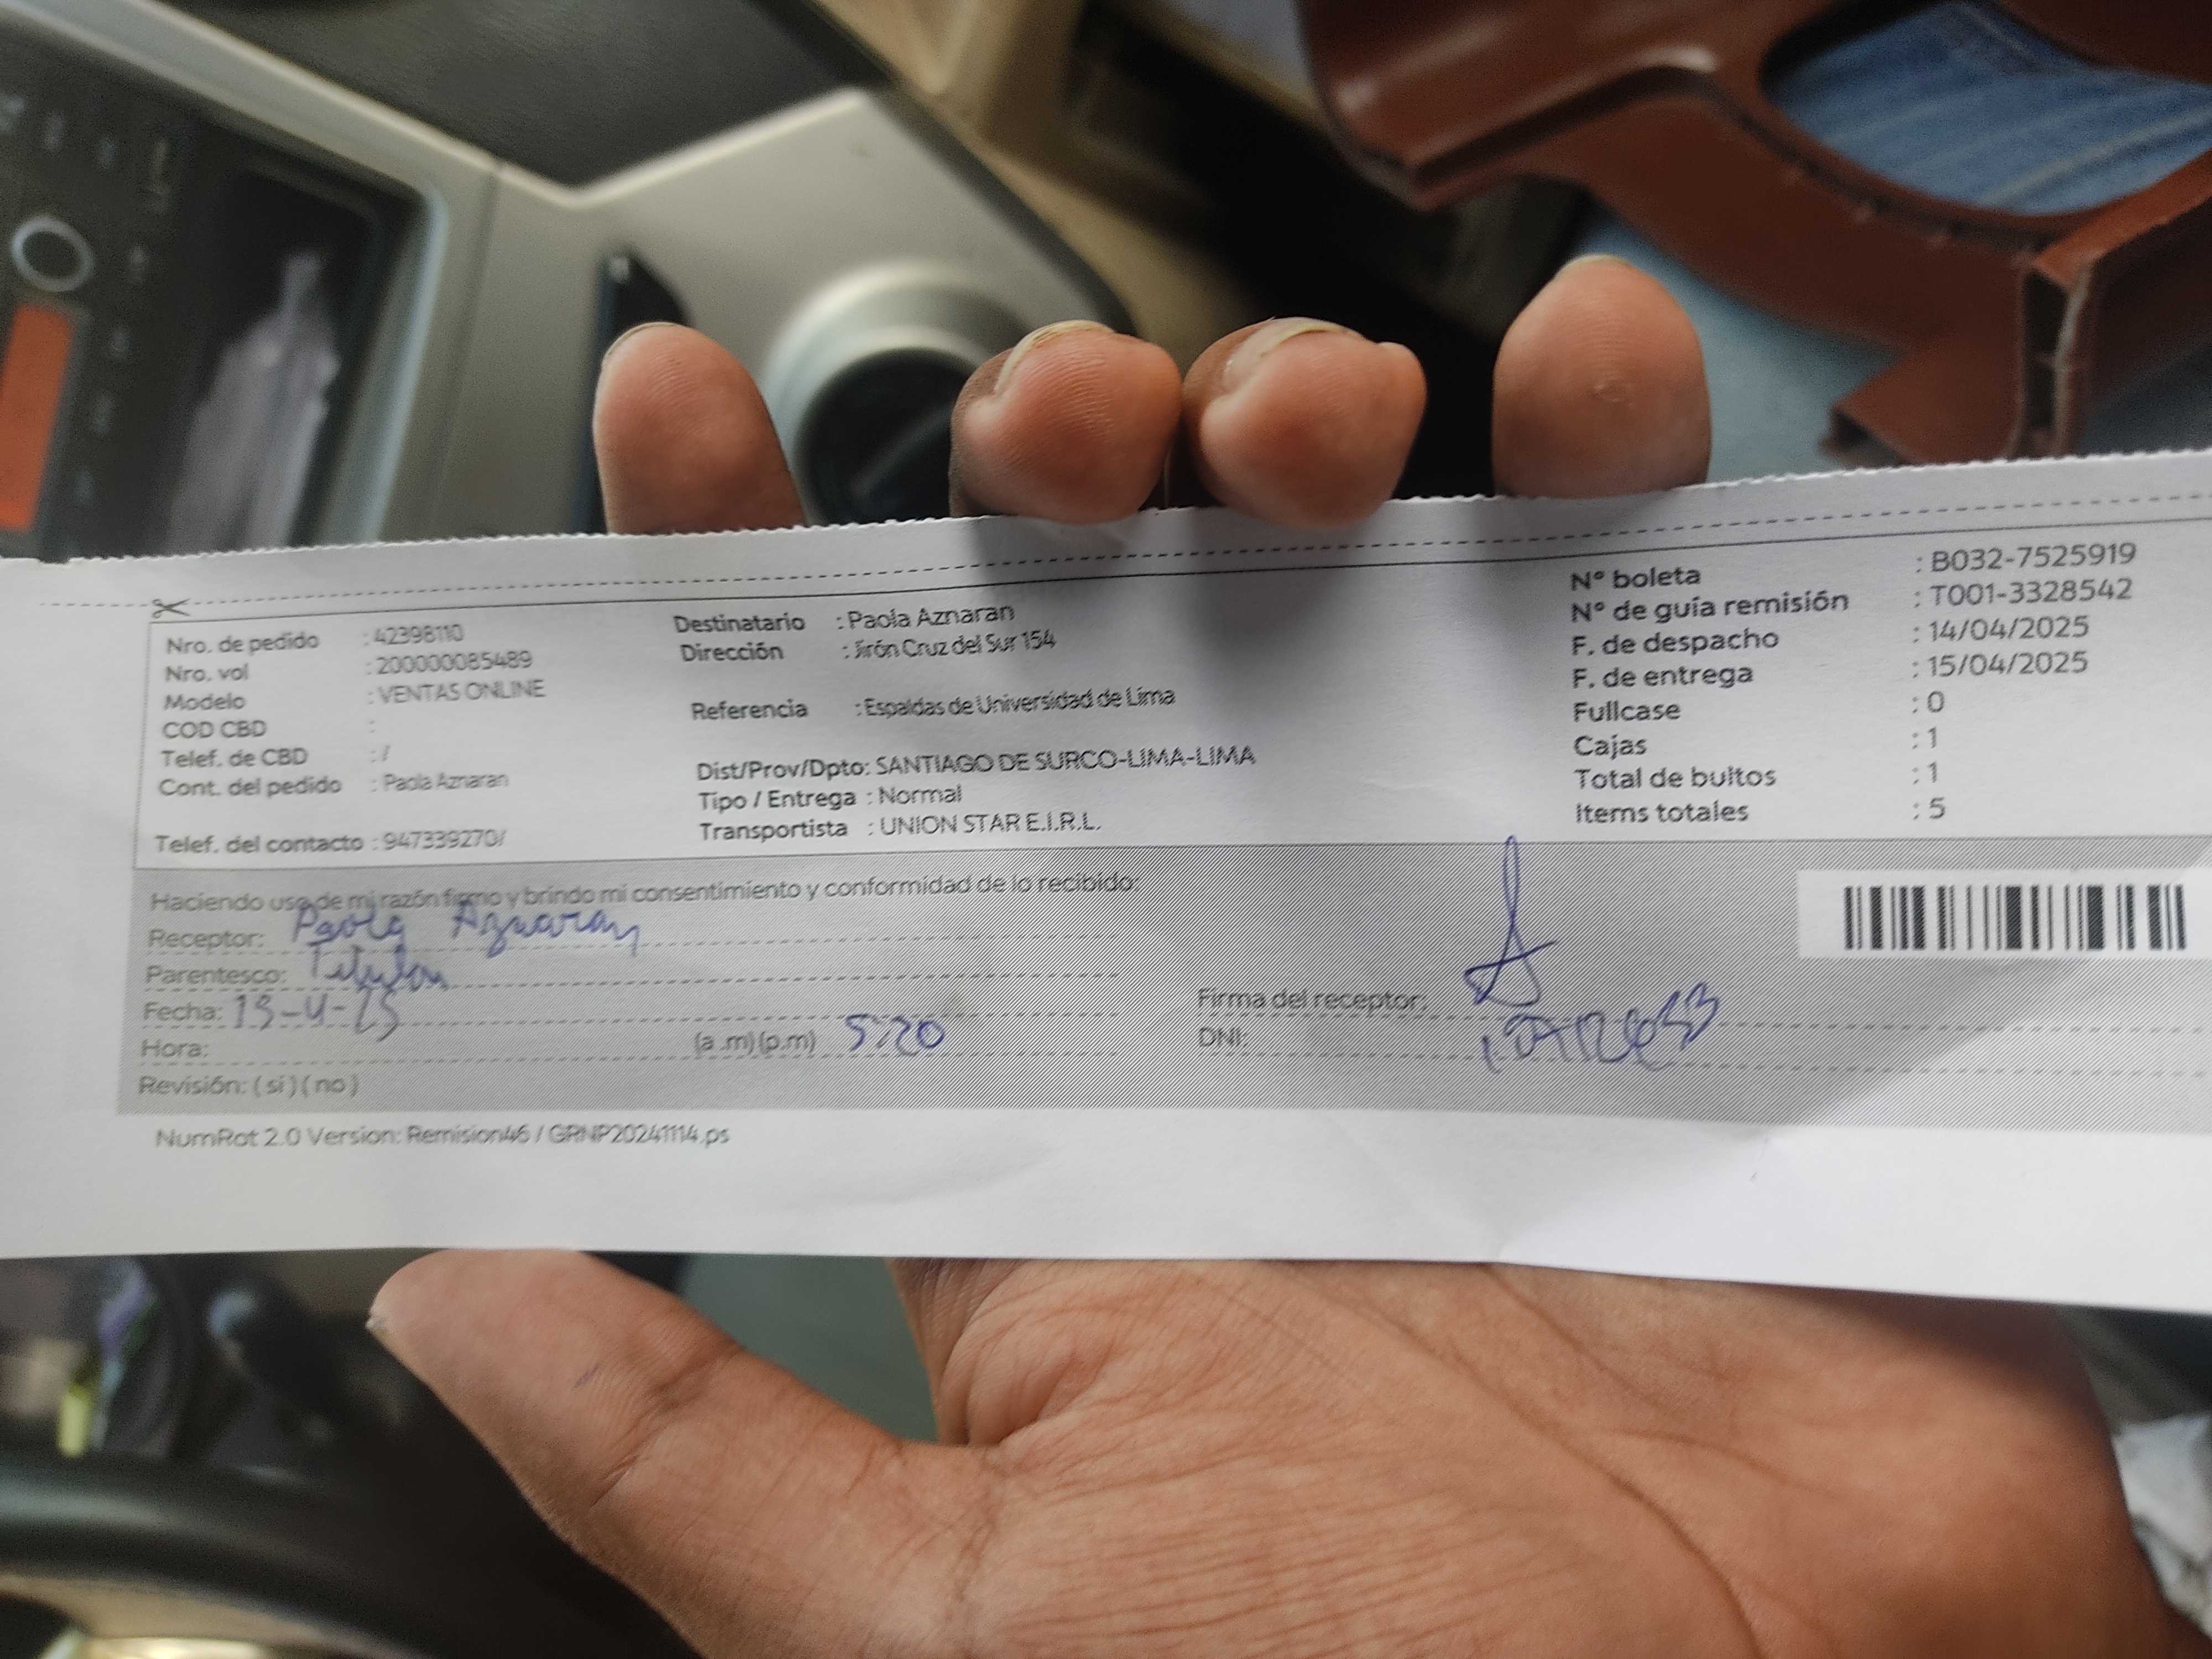 Nro. de pedido : 42398110
Nro. vol : 200000085489
Modelo : VENTAS ONLINE
COD CBD :
Telef. de CBD : /
Cont. del pedido : Paola Aznaran
Telef. del contacto : 947339270/
Destinatario : Paola Aznaran
Dirección : Jirón Cruz del Sur 154
Referencia : Espaldas de Universidad de Lima
Dist/Prov/Dpto: SANTIAGO DE SURCO-LIMA-LIMA
Tipo / Entrega : Normal
Transportista : UNION STAR E.I.R.L.
N° boleta : B032-7525919
N° de guía remisión : T001-3328542
F. de despacho : 14/04/2025
F. de entrega : 15/04/2025
Fullcase : 0
Cajas : 1
Total de bultos : 1
Items totales : 5
Haciendo uso de mi razón firmo y brindo mi consentimiento y conformidad de lo recibido:
Receptor: Paola Aznaran
Parentesco: Titular
Fecha:
Hora: (a .m) (p.m) 5:20
Revisión: ( si ) ( no )
Firma del receptor:
DNI:
NumRot 2.0 Version: Remision46 / GRNP20241114.ps